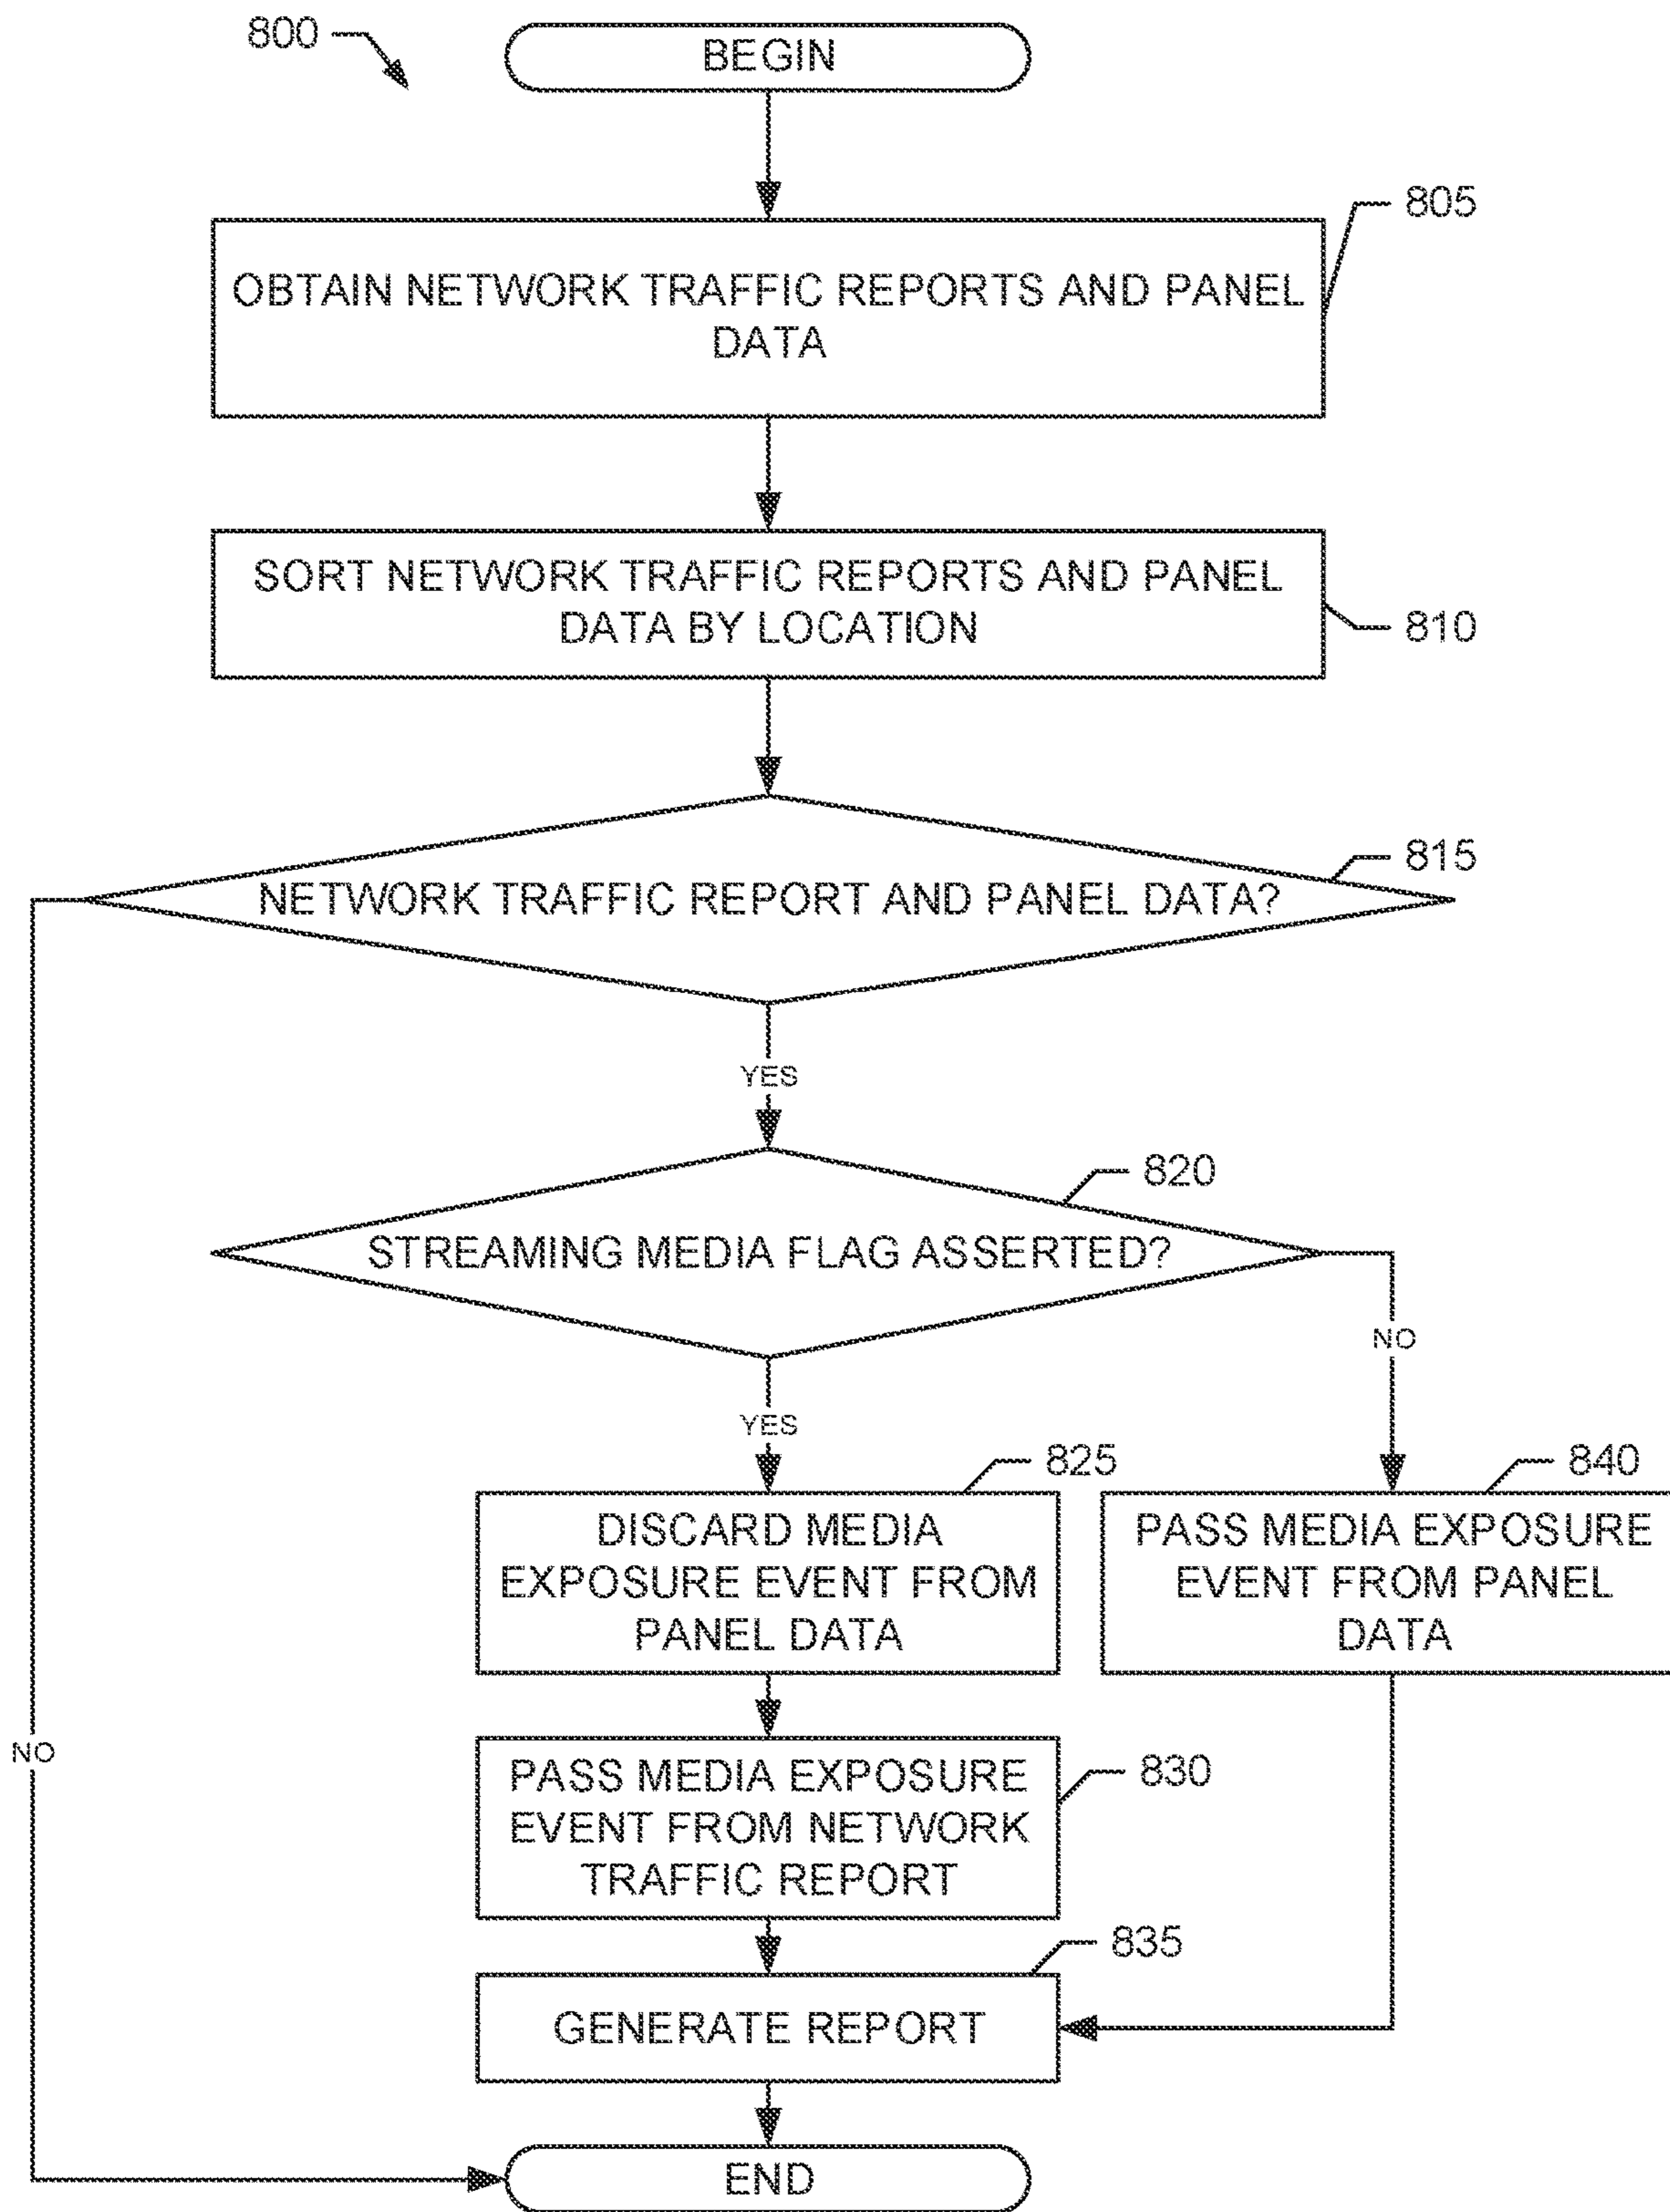 800
BEGIN
805
OBTAIN NETWORK TRAFFIC REPORTS AND PANEL
DATA
SORT NETWORK TRAFFIC REPORTS AND PANEL
DATA BY LOCATION
810
815
NETWORK TRAFFIC REPORT AND PANEL DATA?
YES
820
STREAMING MEDIA FLAG ASSERTED?
NO
YES
825
840
DISCARD MEDIA
EXPOSURE EVENT FROM
PANEL DATA
PASS MEDIA EXPOSURE
EVENT FROM PANEL
DATA
NO
PASS MEDIA EXPOSURE
EVENT FROM NETWORK
TRAFFIC REPORT
830
835
GENERATE REPORT
END